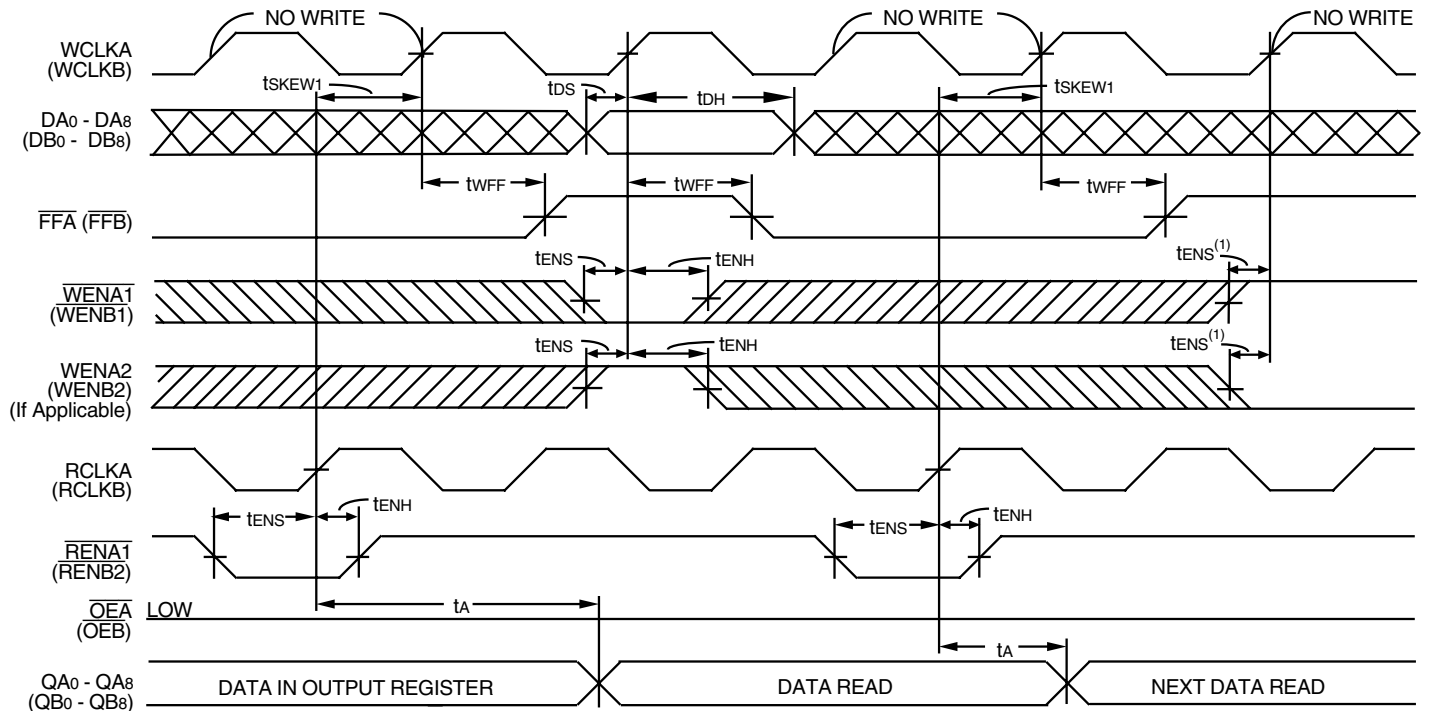 NO WRITE
NO WRITE
NO WRITE
WCLKA
(WCLKB)
tSKEW1
tDS
tDH
tSKEW1
DA0 - DA8
(DB0 - DB8)
tWFF
tWFF
tWFF
FFA (FFB)
tENS
tENH
tENS(1)
WENA1
(WENB1)
tENS
tENH
tENS(1)
WENA2
(WENB2)
(If Applicable)
RCLKA
(RCLKB)
tENS
tENH
tENS
tENH
RENA1
(RENB2)
tA
OEA
LOW
(OEB)
tA
QA0 - QA8
(QB0 - QB8)
DATA IN OUTPUT REGISTER
DATA READ
NEXT DATA READ